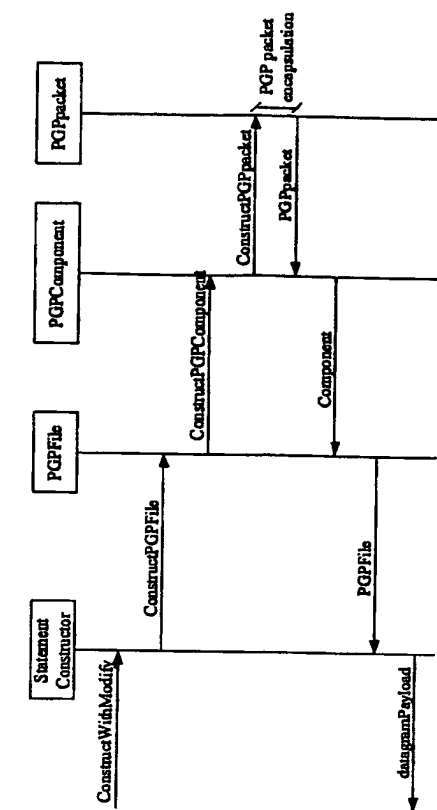 Statement
Constructor
PGPFile
PGPComponent
PGPpacket
ConstructWithModify
ConstructPGPFile
ConstructPGPComponent
ConstructPGPpacket
PGP packet
encapsulation
PGPpacket
Component
PGPFile
datagramPayload